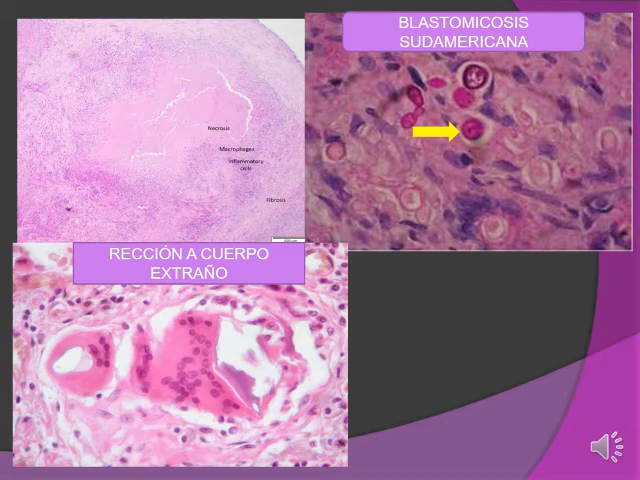 BLASTOMICOSIS
SUDAMERICANA
Necrosis
Macrophages
Inflammatory
cells
Fibrosis
RECCIÓN A CUERPO
EXTRAÑO